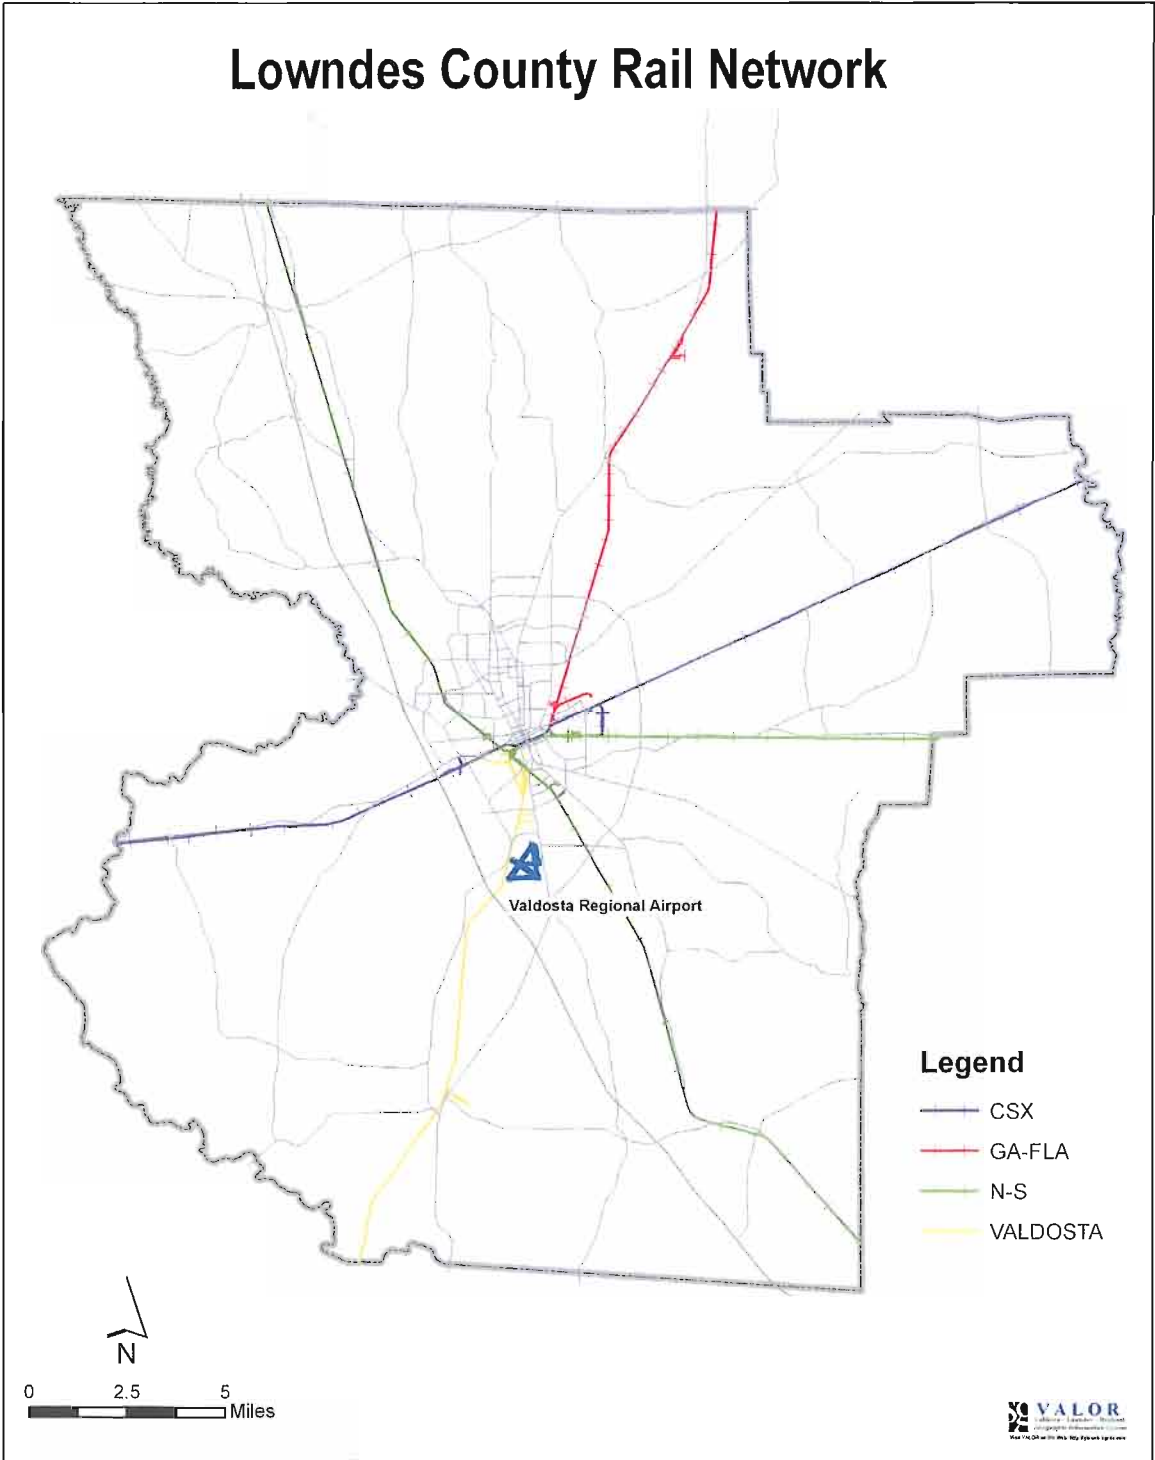 Lowndes County Rail Network
Valdosta Regional Airport
Legend
CSX
GA-FLA
N-S
VALDOSTA
N
0 2.5 5
Miles
VALOR